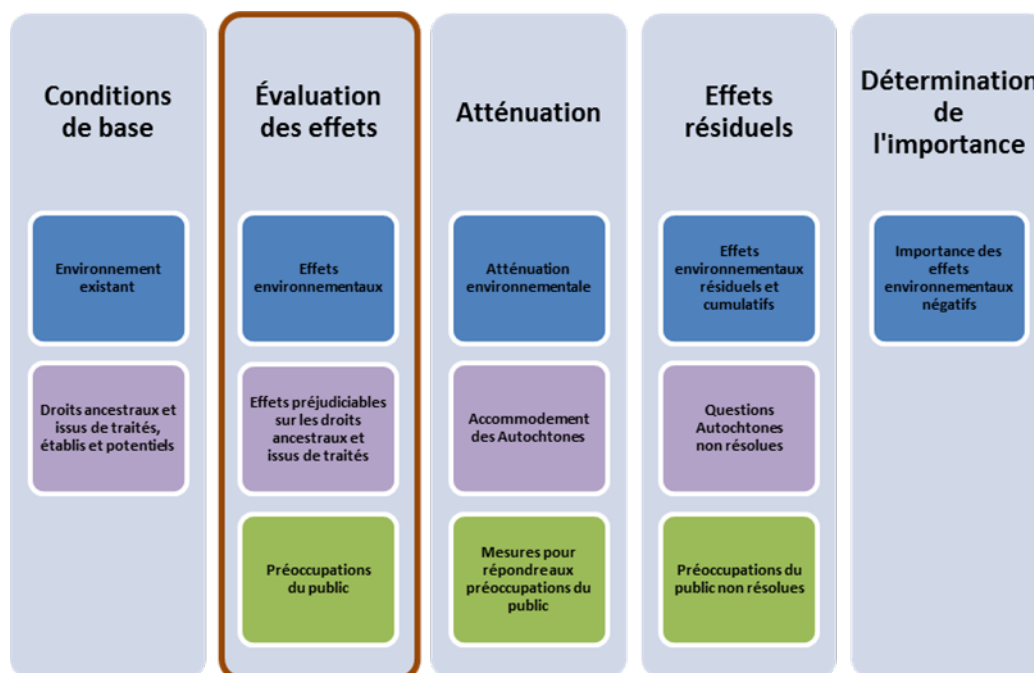 Conditions
de base
Environnement
existant
Droits ancestraux et
issus de traités,
établis et potentiels
Évaluation
des effets
Effets
environnementaux
Effets préjudiciables
sur les droits
ancestraux et
issus de traités
Préoccupations
du public
Atténuation
Atténuation
environnementale
Accommodement
des Autochtones
Mesures pour
répondre aux
préoccupations du
public
Effets
résiduels
Effets
environnementaux
résiduels et
cumulatifs
Questions
Autochtones
non résolues
Préoccupations du
public non résolues
Détermination
de
l'importance
Importance des
effets
environnementaux
négatifs